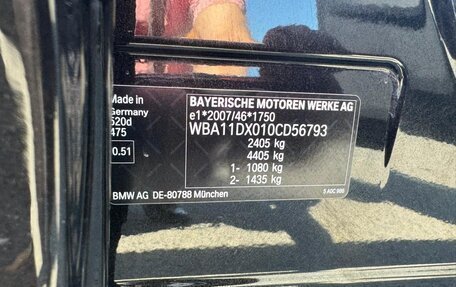 Made in
Germany
520d
475
0.51
BMW AG DE-80788 München
BAYERISCHE MOTOREN WERKE AG
e1*2007/46*1750
WBA11DX010CD56793
2405 kg
4405 kg
1- 1080 kg
2- 1435 kg